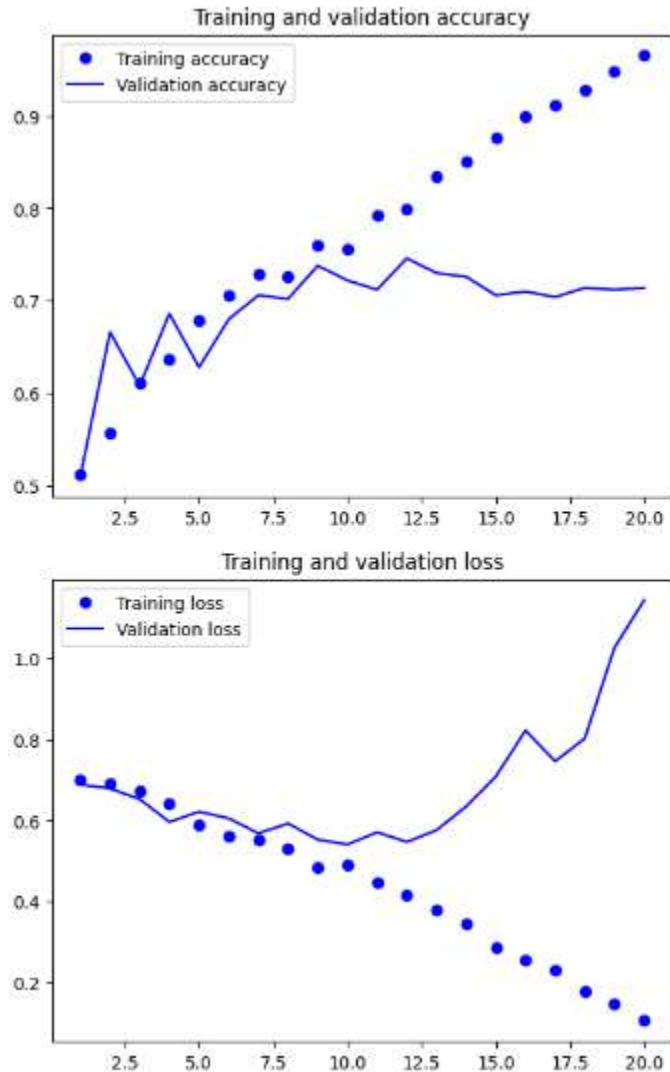 Training and validation accuracy
Training accuracy
Validation accuracy
0.9
0.8
0.7
0.6
0.5
2.5 5.0 7.5 10.0 12.5 15.0 17.5 20.0
Training and validation loss
Training loss
Validation loss
1.0
0.8
0.6
0.4
0.2
2.5 5.0 7.5 10.0 12.5 15.0 17.5 20.0